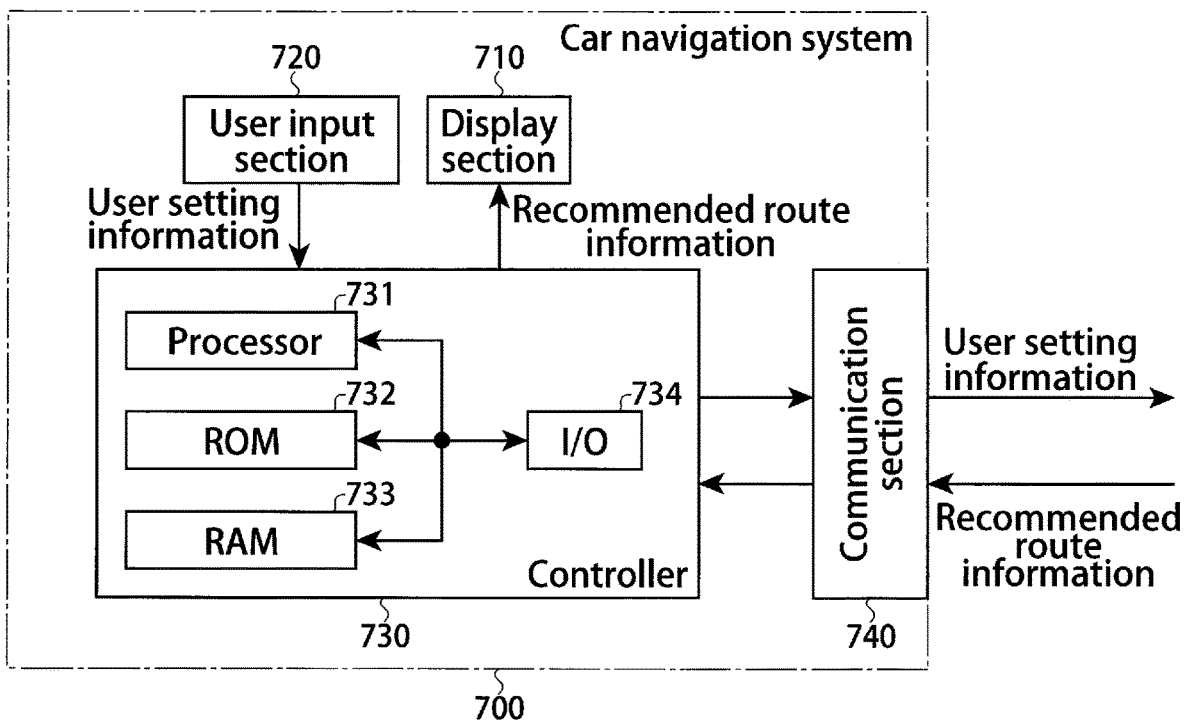 Car navigation system
720
710
User input
section
Display
section
User setting
information
Recommended route
information
731
Processor
732
ROM
733
RAM
734
I/O
Controller
730
Communication
section
740
User setting
information
Recommended
route
information
700